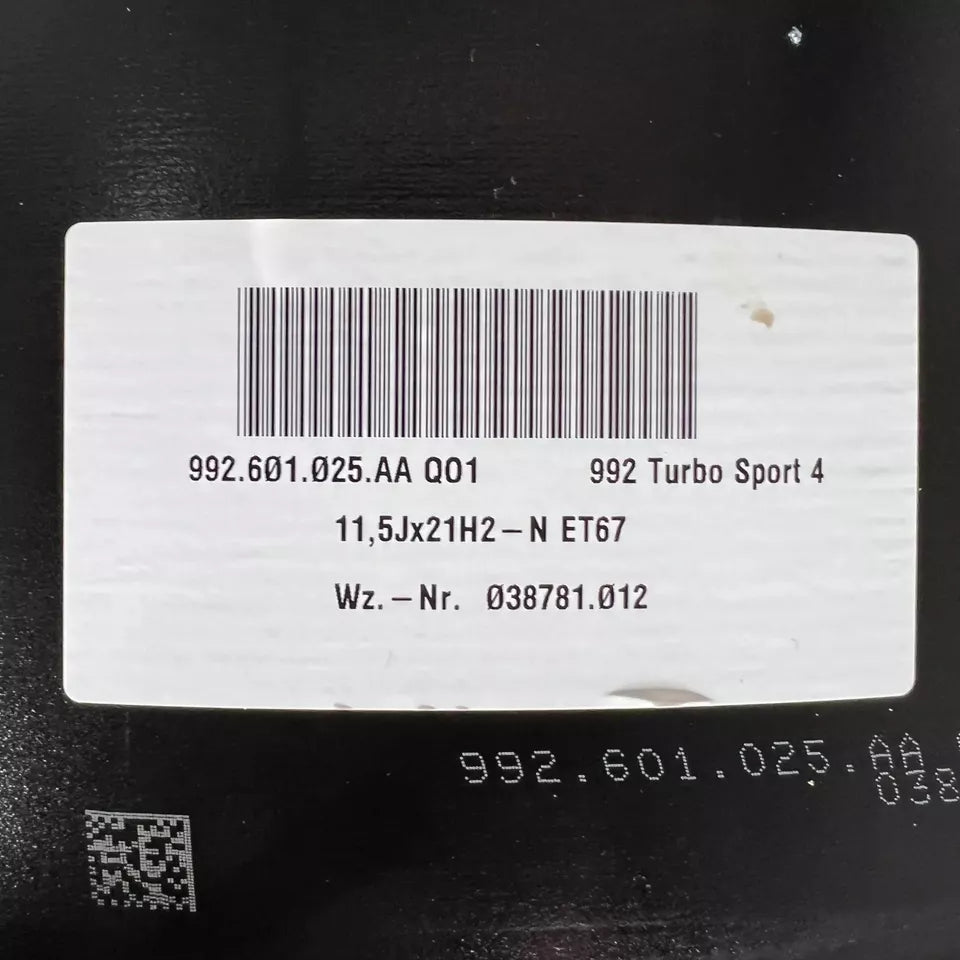 992.6Ø1.Ø25.AA QO1 992 Turbo Sport 4
11,5Jx21H2-N ET67
Wz.-Nr. Ø38781.Ø12
992.601.025.AA
038